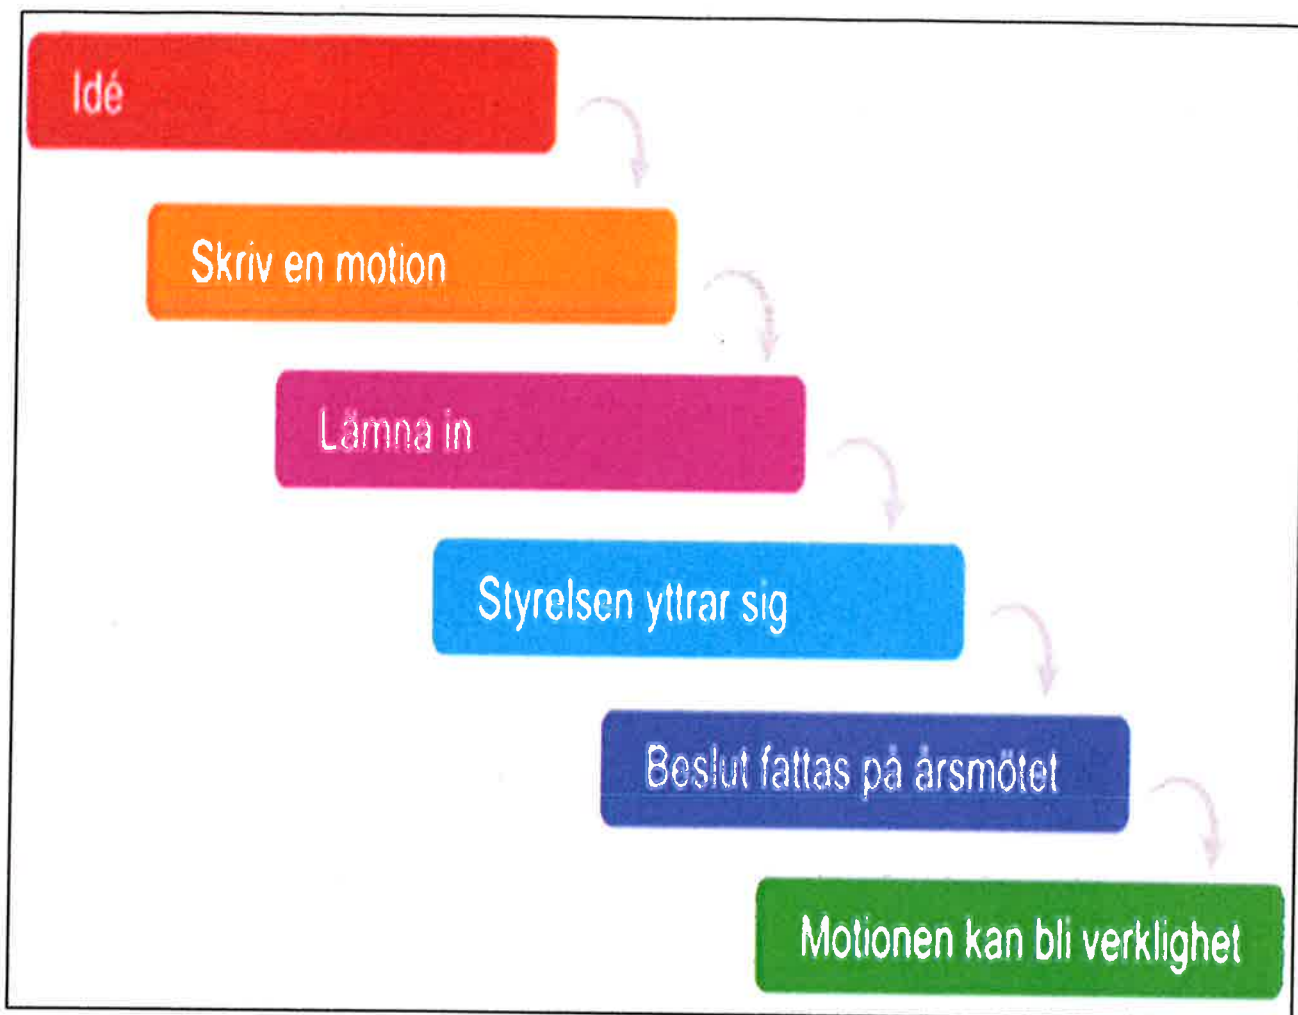 Idé
Skriv en motion
Lämna in
Styrelsen yttrar sig
Beslut fattas på årsmötet
Motionen kan bli verklighet